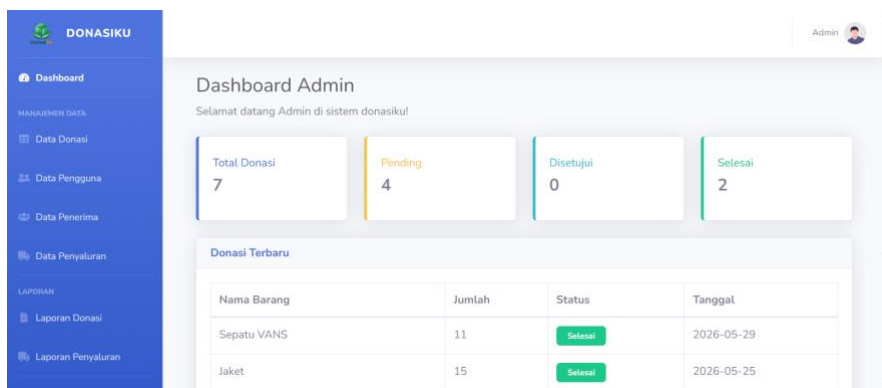 DONASIKU
Admin
Dashboard
MANAJEMEN DATA
Data Donasi
Data Pengguna
Data Penerima
Data Penyaluran
LAPORAN
Laporan Donasi
Laporan Penyaluran
Dashboard Admin
Selamat datang Admin di sistem donasiku!
Total Donasi
7
Pending
4
Disetujui
0
Selesai
2
Donasi Terbaru
Nama Barang Jumlah Status Tanggal
Sepatu VANS 11 Selesai 2026-05-29
Jaket 15 Selesai 2026-05-25